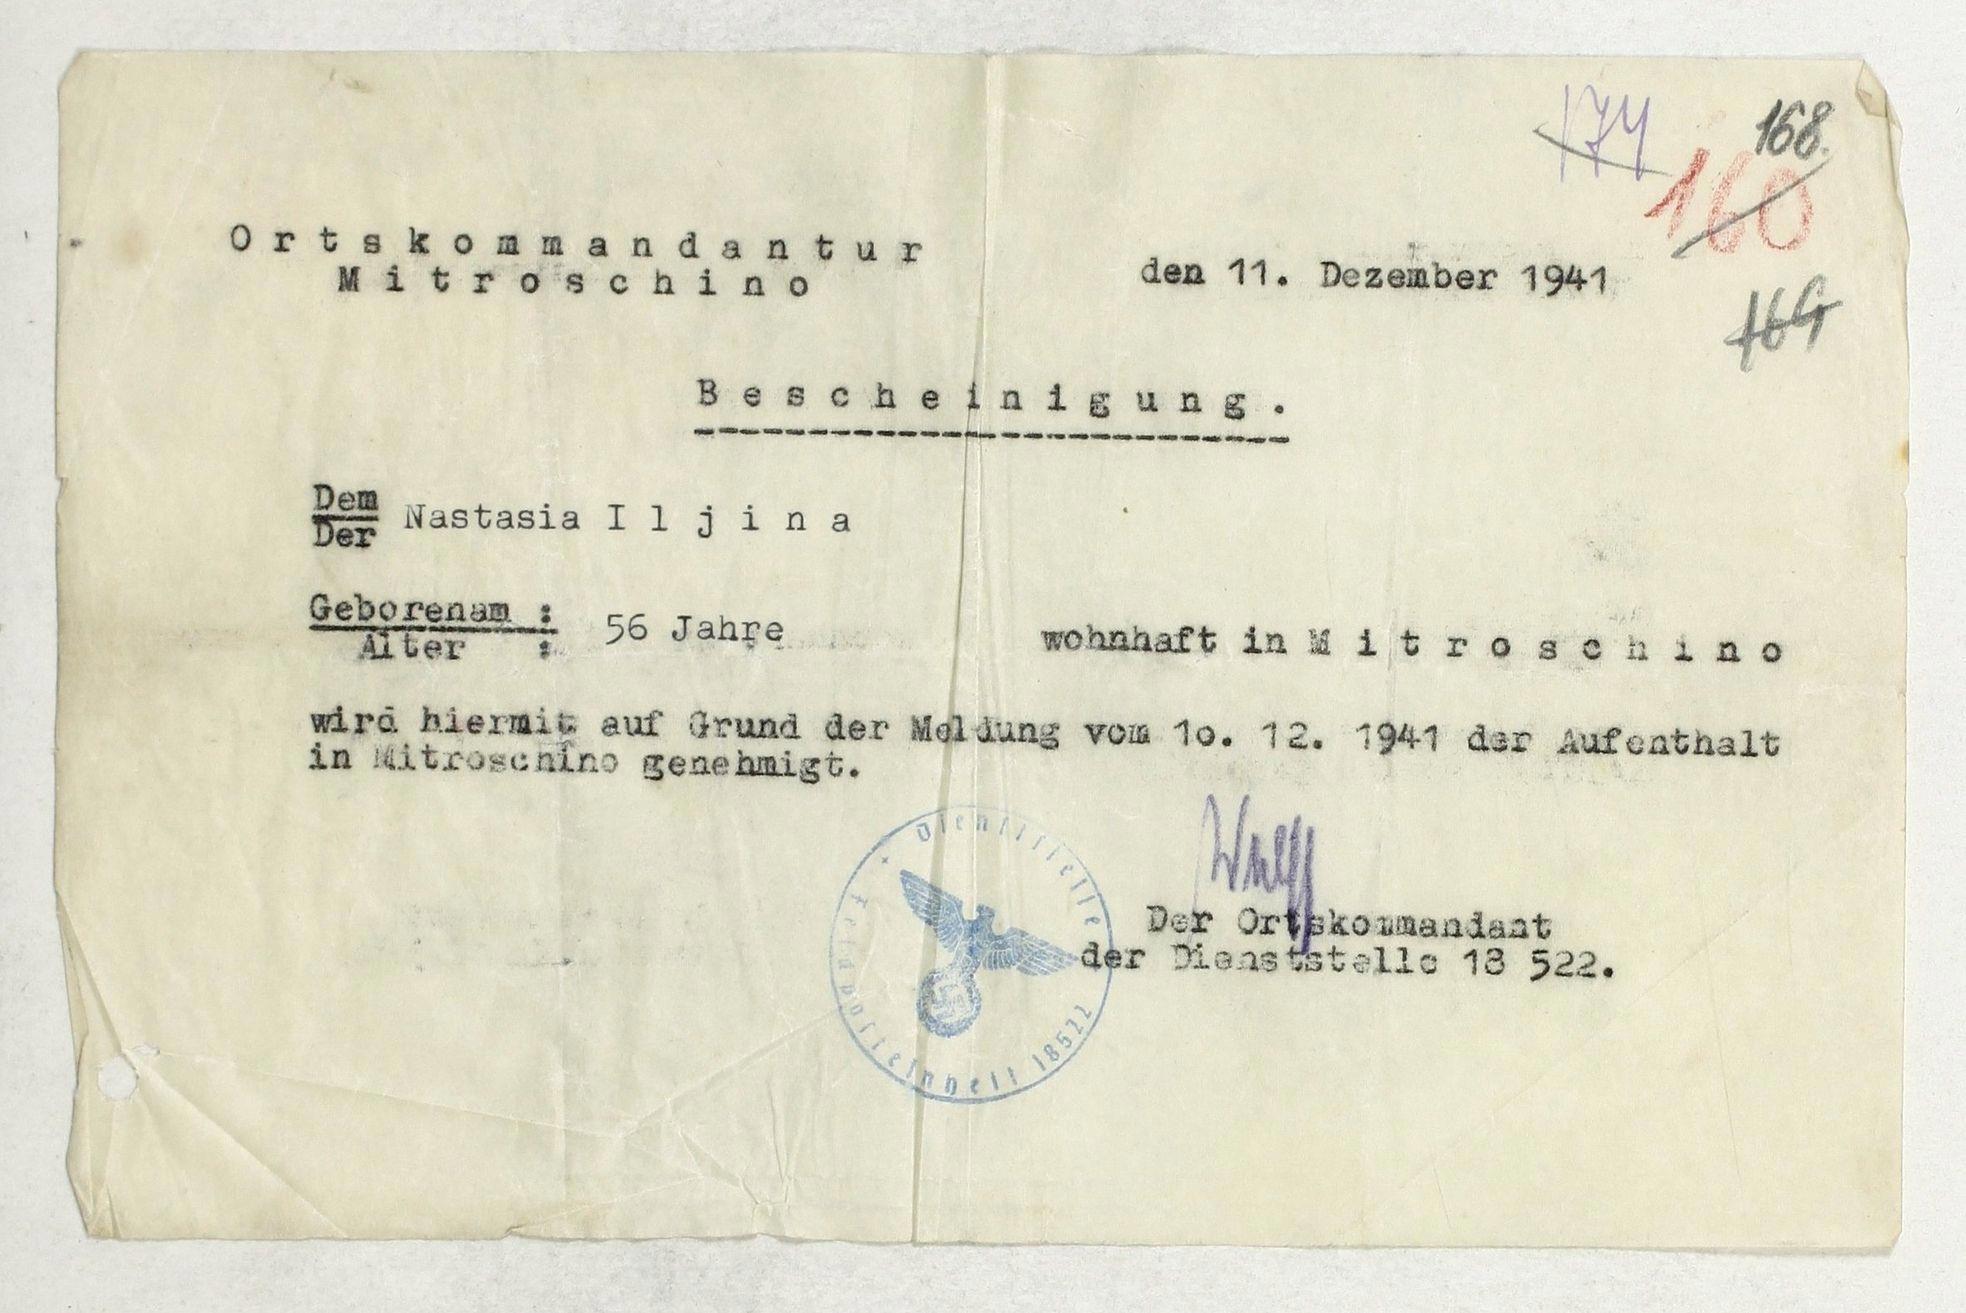 174
168.
160
164
Ortskommandantur
Mitroschino
den 11. Dezember 1941
Bescheinigung.
Dem
Der
Nastasia Iljina
Geborenam :
Alter :
56 Jahre
wohnhaft in Mitroschino
wird hiermit auf Grund der Meldung vom 1o. 12. 1941 der Aufenthalt
in Mitroschino genehmigt.
Dienststelle
Feldposteinheit 18522
Der Ortskommandant
der Dienststelle 18 522.